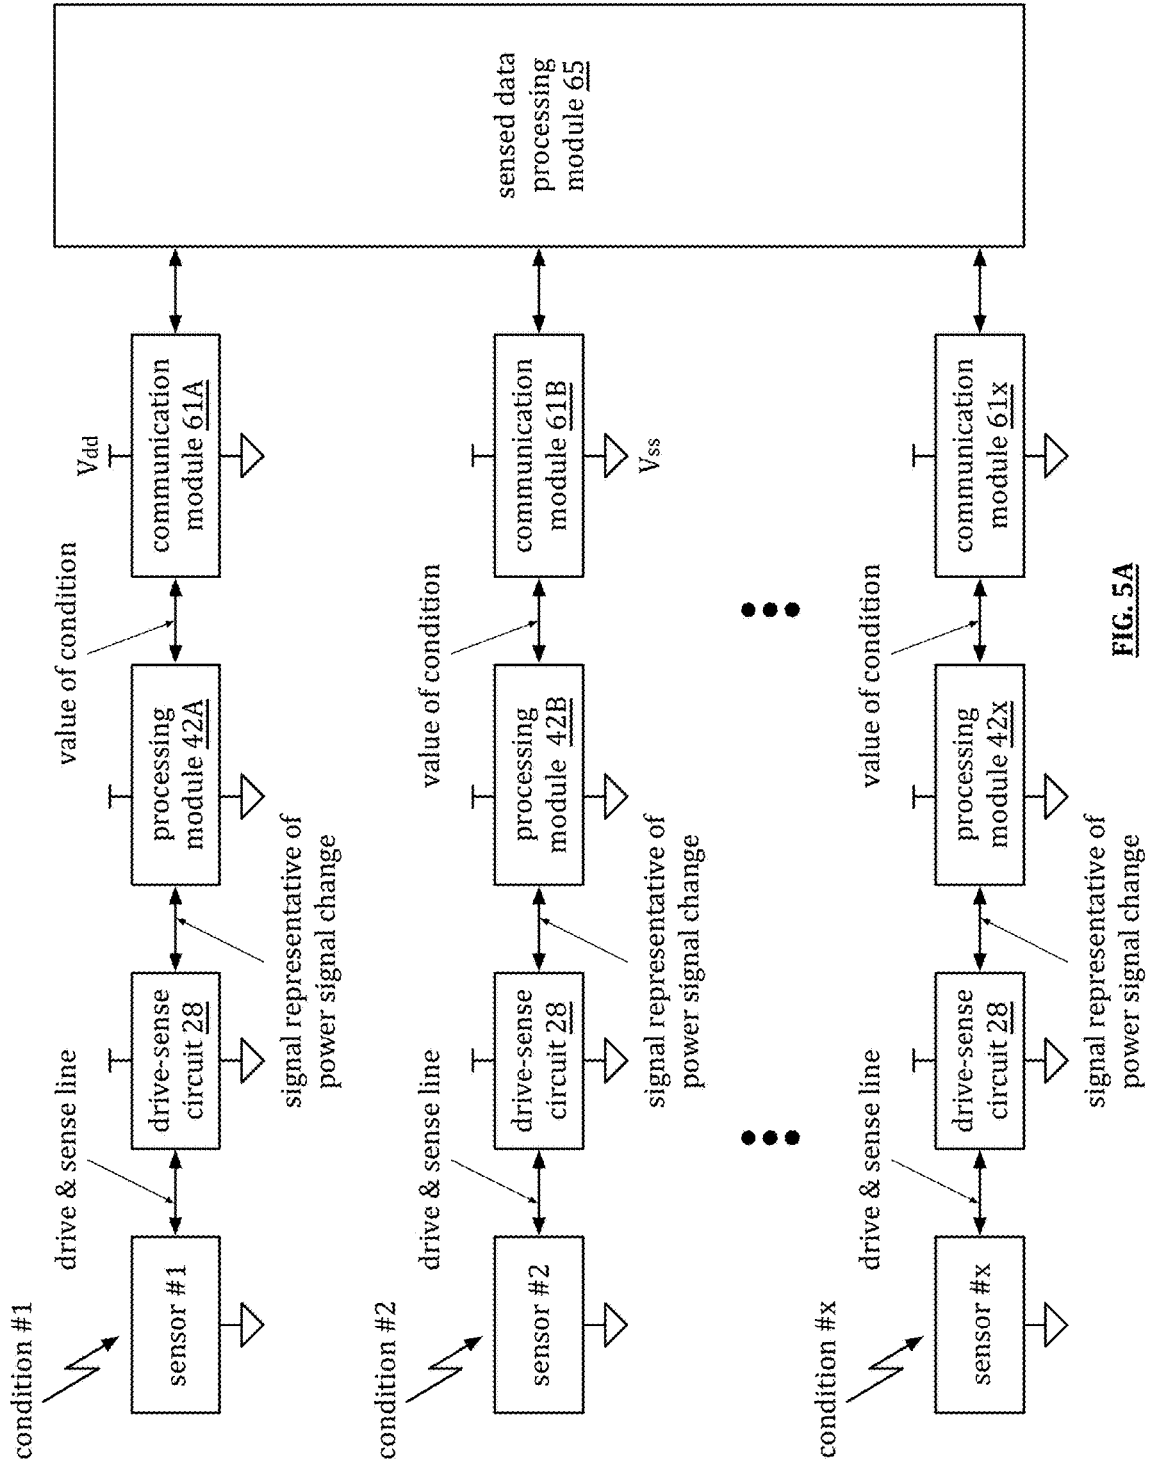 condition #1
sensor #1
drive & sense line
drive-sense
circuit 28
signal representative of
power signal change
processing
module 42A
value of condition
Vdd
communication
module 61A
condition #2
sensor #2
drive & sense line
drive-sense
circuit 28
signal representative of
power signal change
processing
module 42B
value of condition
communication
module 61B
Vss
condition #x
sensor #x
drive & sense line
drive-sense
circuit 28
signal representative of
power signal change
processing
module 42x
value of condition
communication
module 61x
sensed data
processing
module 65
FIG. 5A